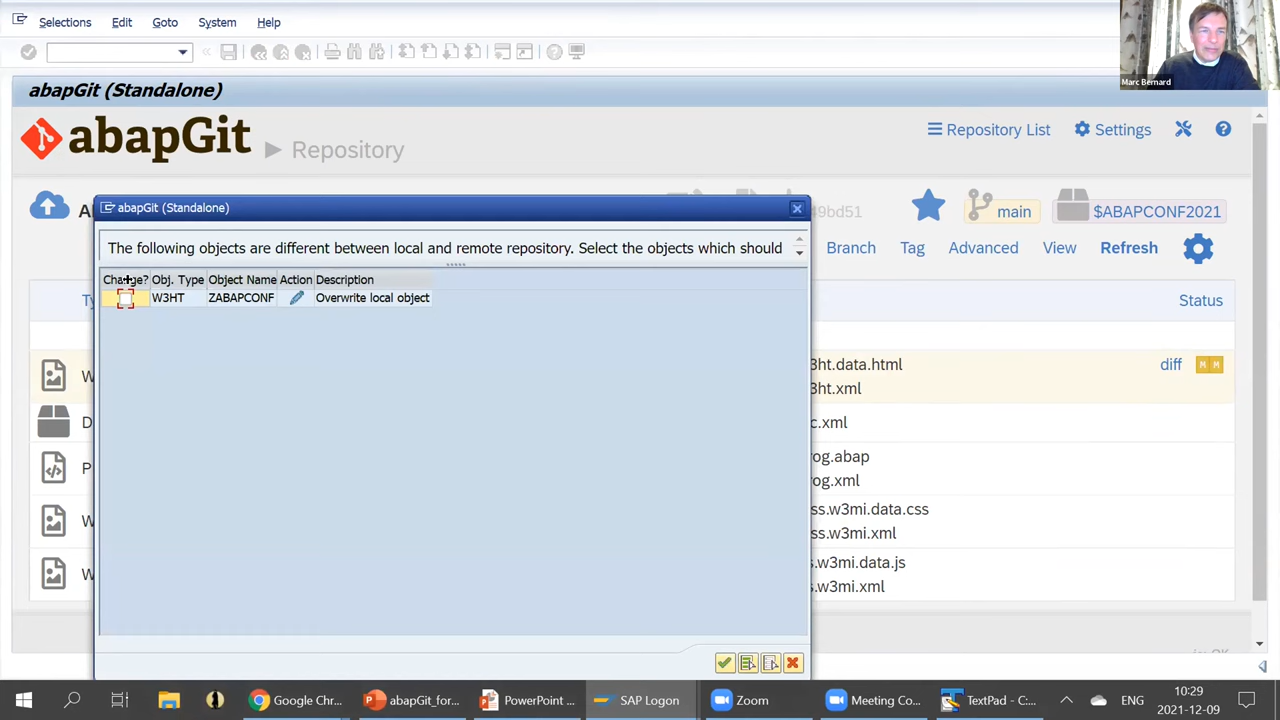 Selections Edit Goto System Help
Marc Bernard
abapGit (Standalone)
abapGit Repository
Repository List Settings
49bd51 main $ABAPCONF2021
Branch Tag Advanced View Refresh
Status
abapGit (Standalone)
The following objects are different between local and remote repository. Select the objects which should
Change? Obj. Type Object Name Action Description
W3HT ZABAPCONF Overwrite local object
3ht.data.html diff M M
3ht.xml
c.xml
rog.abap
rog.xml
ss.w3mi.data.css
ss.w3mi.xml
s.w3mi.data.js
s.w3mi.xml
Google Chr... abapGit_for... PowerPoint ... SAP Logon Zoom Meeting Co... TextPad - C:... ENG
10:29
2021-12-09